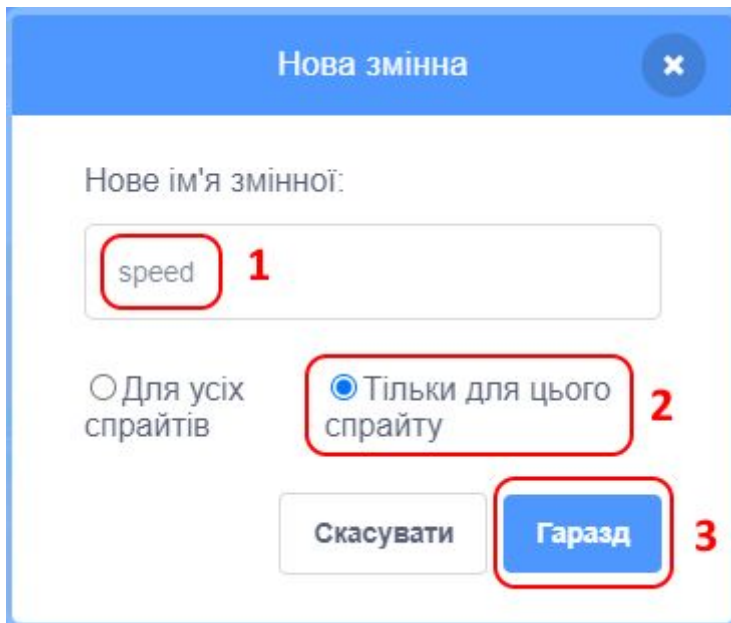 Нова змінна
Нове ім'я змінної:
speed 1
Для усіх спрайтів
Тільки для цього спрайту 2
Скасувати Гаразд 3